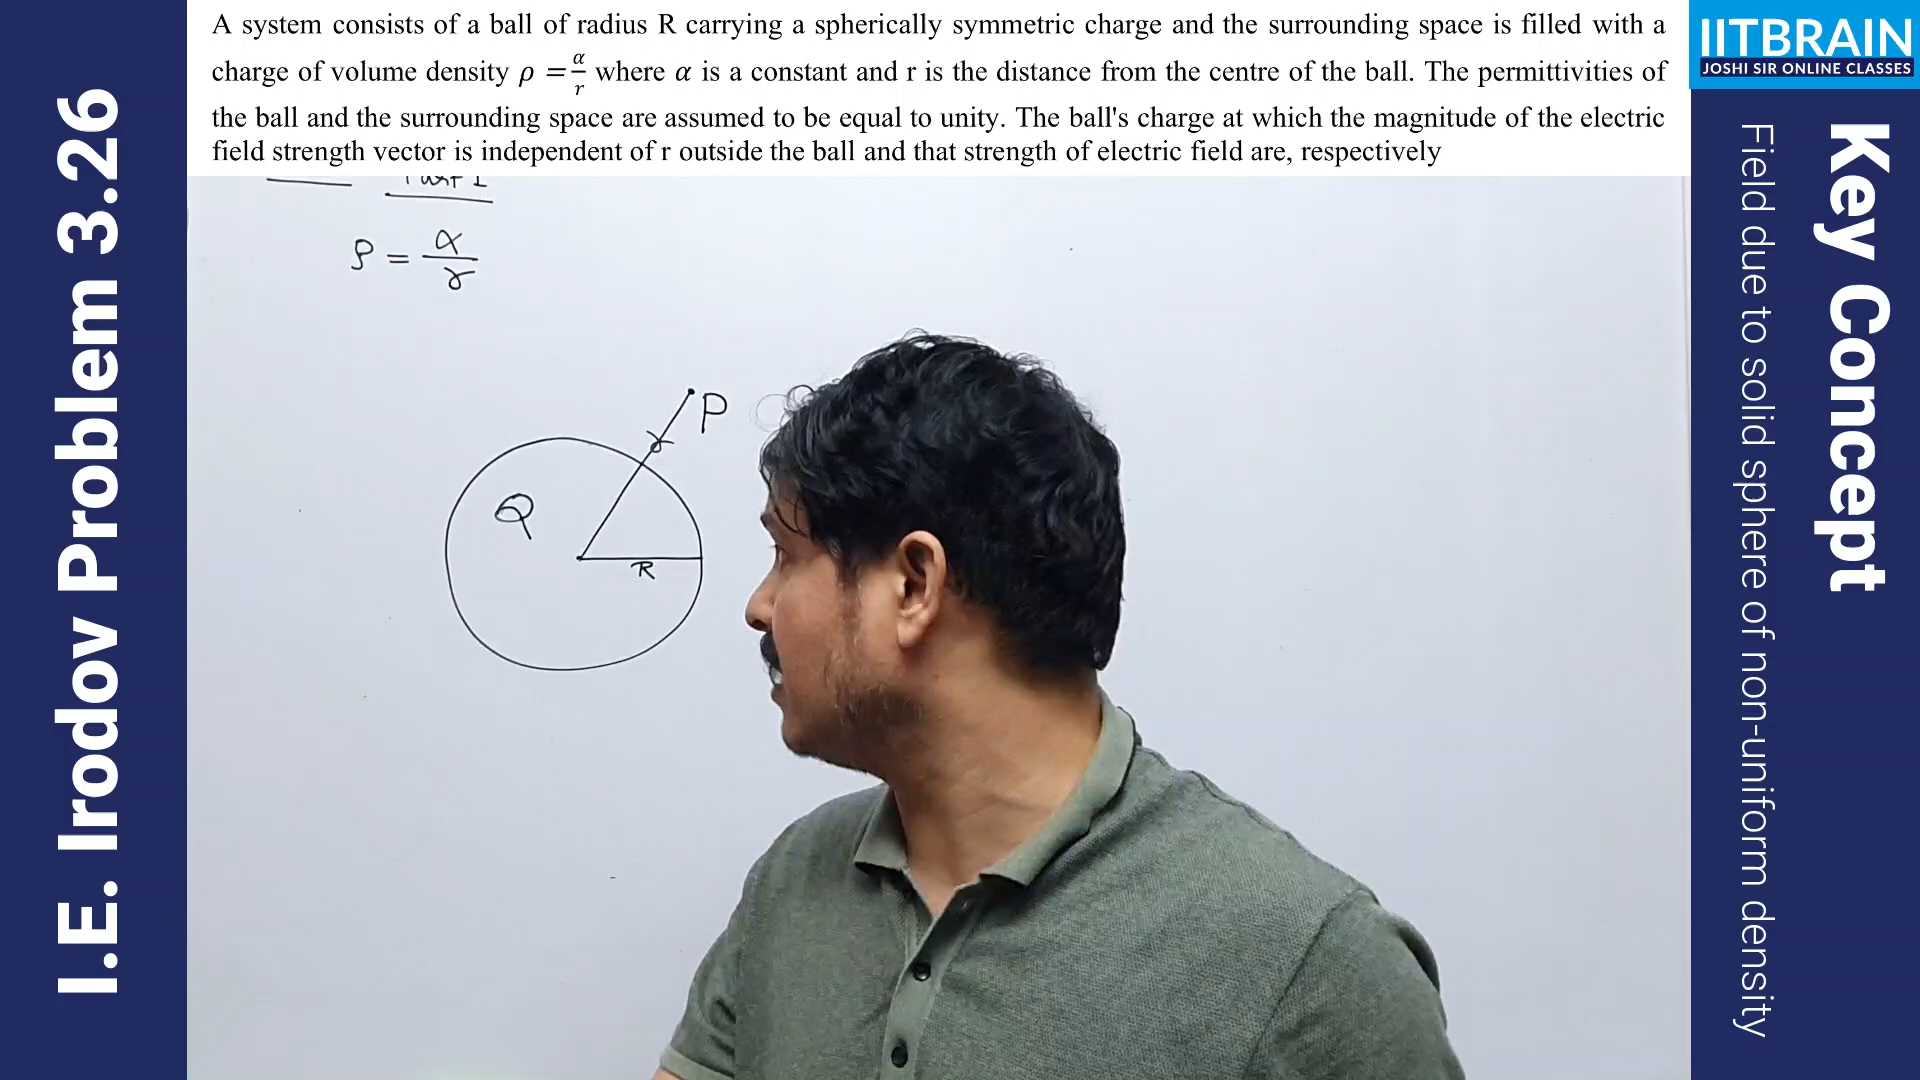 I.E. Irodov Problem 3.26
A system consists of a ball of radius R carrying a spherically symmetric charge and the surrounding space is filled with a
charge of volume density ρ = α/r where α is a constant and r is the distance from the centre of the ball. The permittivities of
the ball and the surrounding space are assumed to be equal to unity. The ball's charge at which the magnitude of the electric
field strength vector is independent of r outside the ball and that strength of electric field are, respectively
IITBRAIN
JOSHI SIR ONLINE CLASSES
Key Concept
Field due to solid sphere of non-uniform density
ρ = α/r
P
r
Q
R